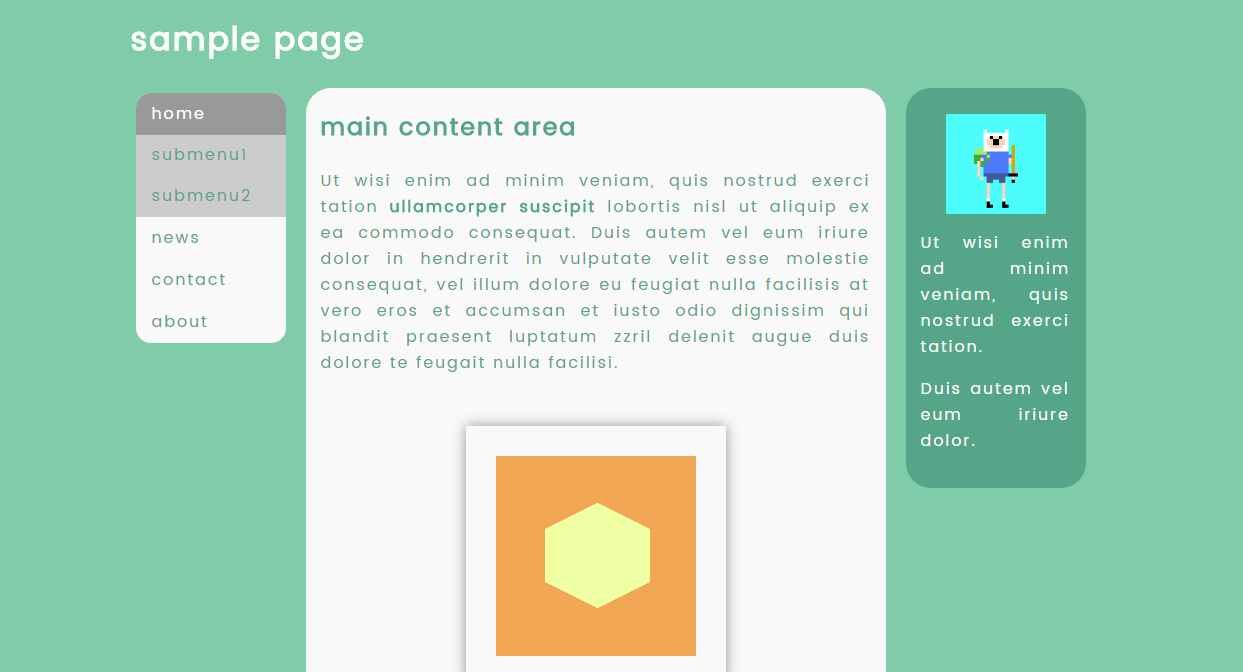 sample page
home
submenu1
submenu2
news
contact
about
main content area
Ut wisi enim ad minim veniam, quis nostrud exerci
tation ullamcorper suscipit lobortis nisl ut aliquip ex
ea commodo consequat. Duis autem vel eum iriure
dolor in hendrerit in vulputate velit esse molestie
consequat, vel illum dolore eu feugiat nulla facilisis at
vero eros et accumsan et iusto odio dignissim qui
blandit praesent luptatum zzril delenit augue duis
dolore te feugait nulla facilisi.
Ut wisi enim
ad minim
veniam, quis
nostrud exerci
tation.
Duis autem vel
eum iriure
dolor.